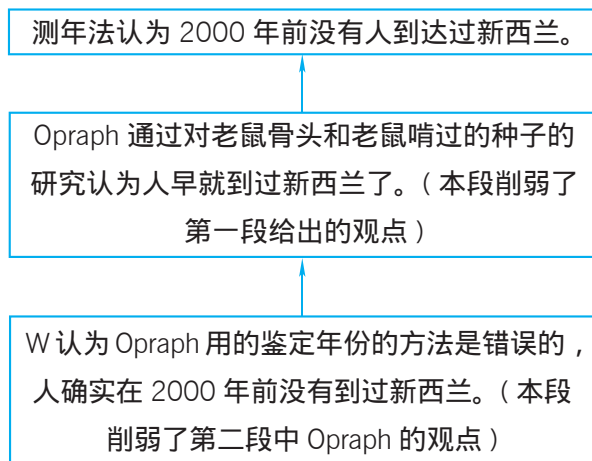 测年法认为 2000 年前没有人到达过新西兰。
Opraph 通过对老鼠骨头和老鼠啃过的种子的
研究认为人早就到过新西兰了。（本段削弱了
第一段给出的观点）
W 认为 Opraph 用的鉴定年份的方法是错误的，
人确实在 2000 年前没有到过新西兰。（本段
削弱了第二段中 Opraph 的观点）